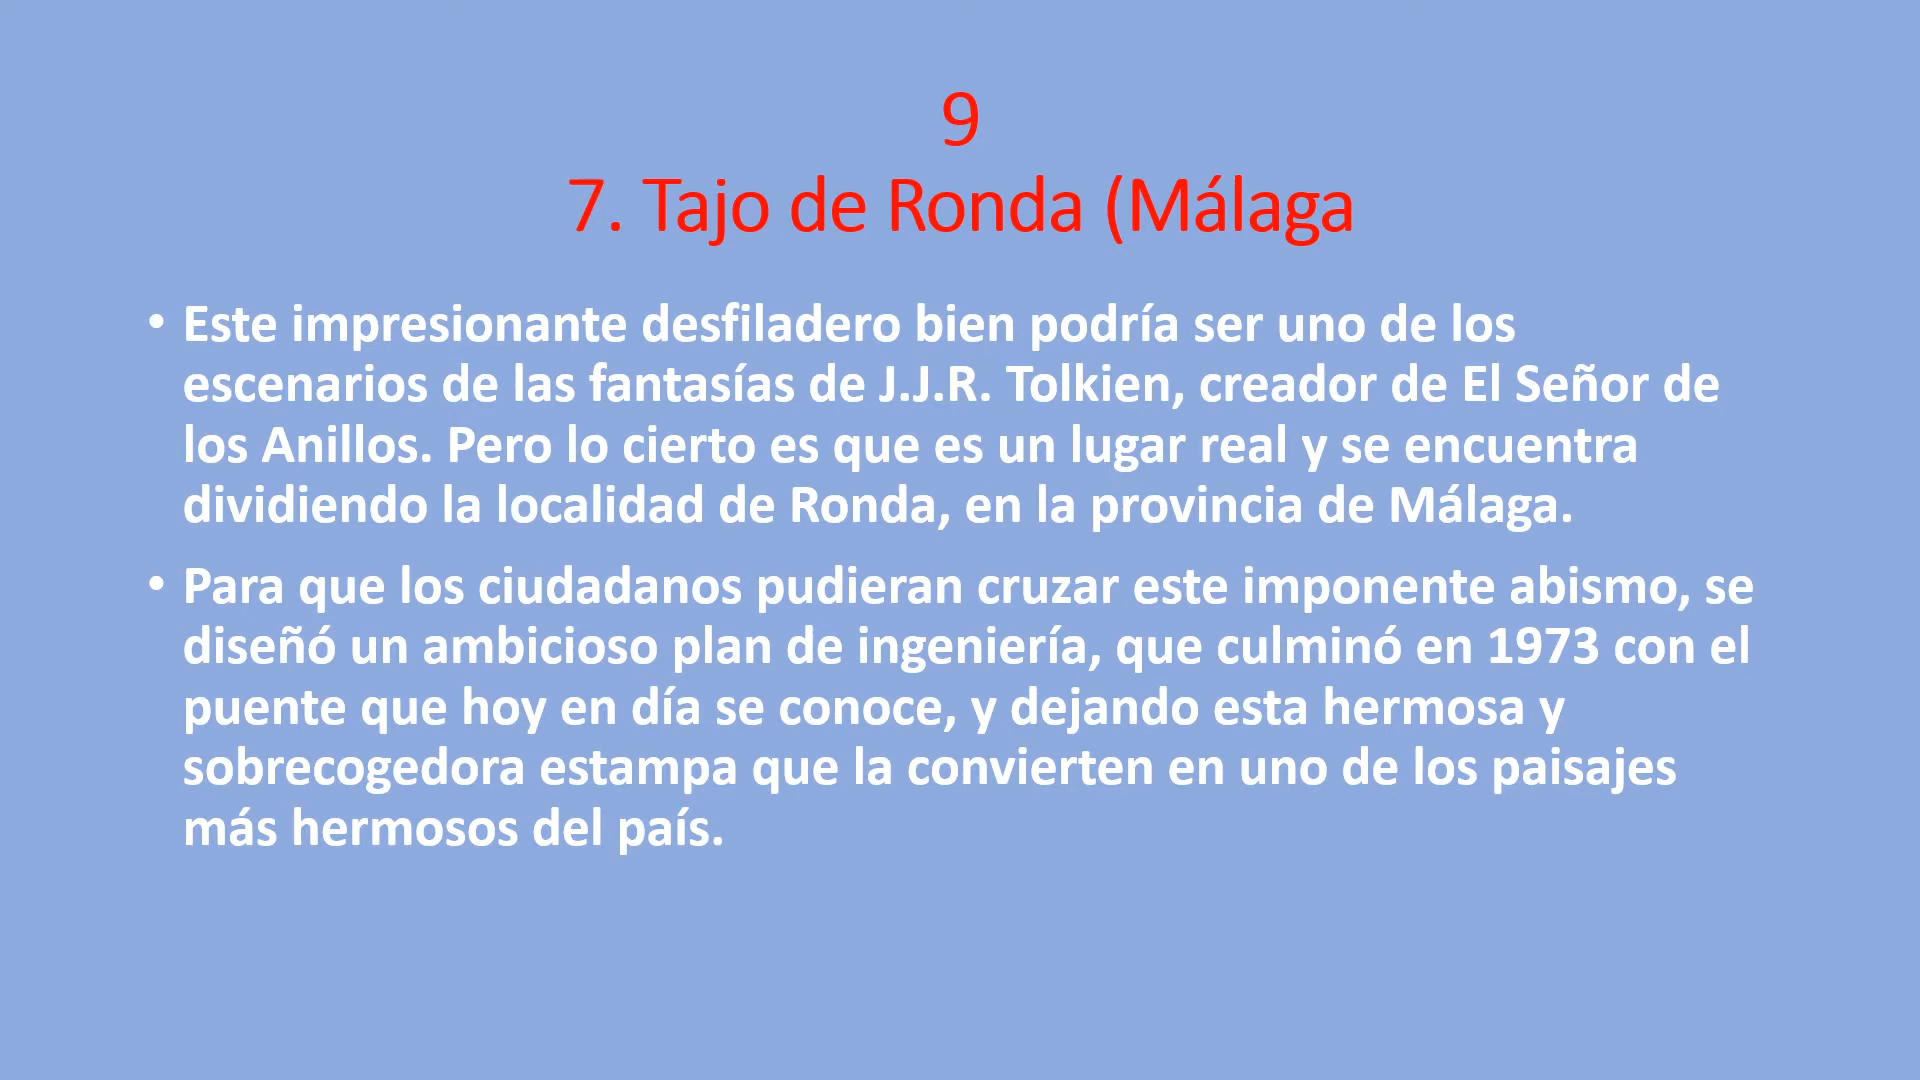 9
7. Tajo de Ronda (Málaga
• Este impresionante desfiladero bien podría ser uno de los
escenarios de las fantasías de J.J.R. Tolkien, creador de El Señor de
los Anillos. Pero lo cierto es que es un lugar real y se encuentra
dividiendo la localidad de Ronda, en la provincia de Málaga.
• Para que los ciudadanos pudieran cruzar este imponente abismo, se
diseñó un ambicioso plan de ingeniería, que culminó en 1973 con el
puente que hoy en día se conoce, y dejando esta hermosa y
sobrecogedora estampa que la convierten en uno de los paisajes
más hermosos del país.